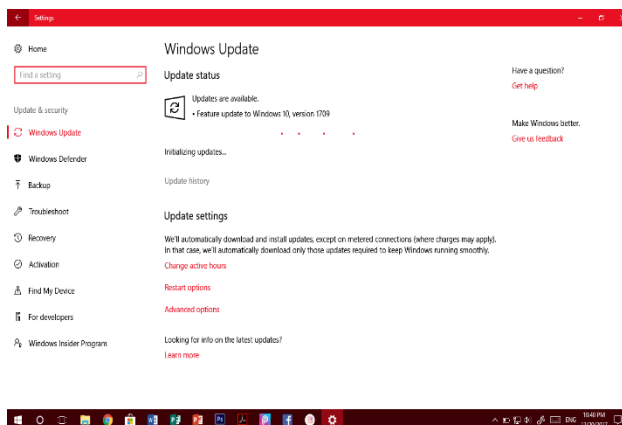 Settings
Home
Find a setting
Update & security
Windows Update
Windows Defender
Backup
Troubleshoot
Recovery
Activation
Find My Device
For developers
Windows Insider Program
Windows Update
Update status
Updates are available.
• Feature update to Windows 10, version 1709
Initializing updates...
Update history
Update settings
We'll automatically download and install updates, except on metered connections (where charges may apply).
In that case, we'll automatically download only those updates required to keep Windows running smoothly.
Change active hours
Restart options
Advanced options
Looking for info on the latest updates?
Learn more
Have a question?
Get help
Make Windows better.
Give us feedback
ENG
10:40 PM